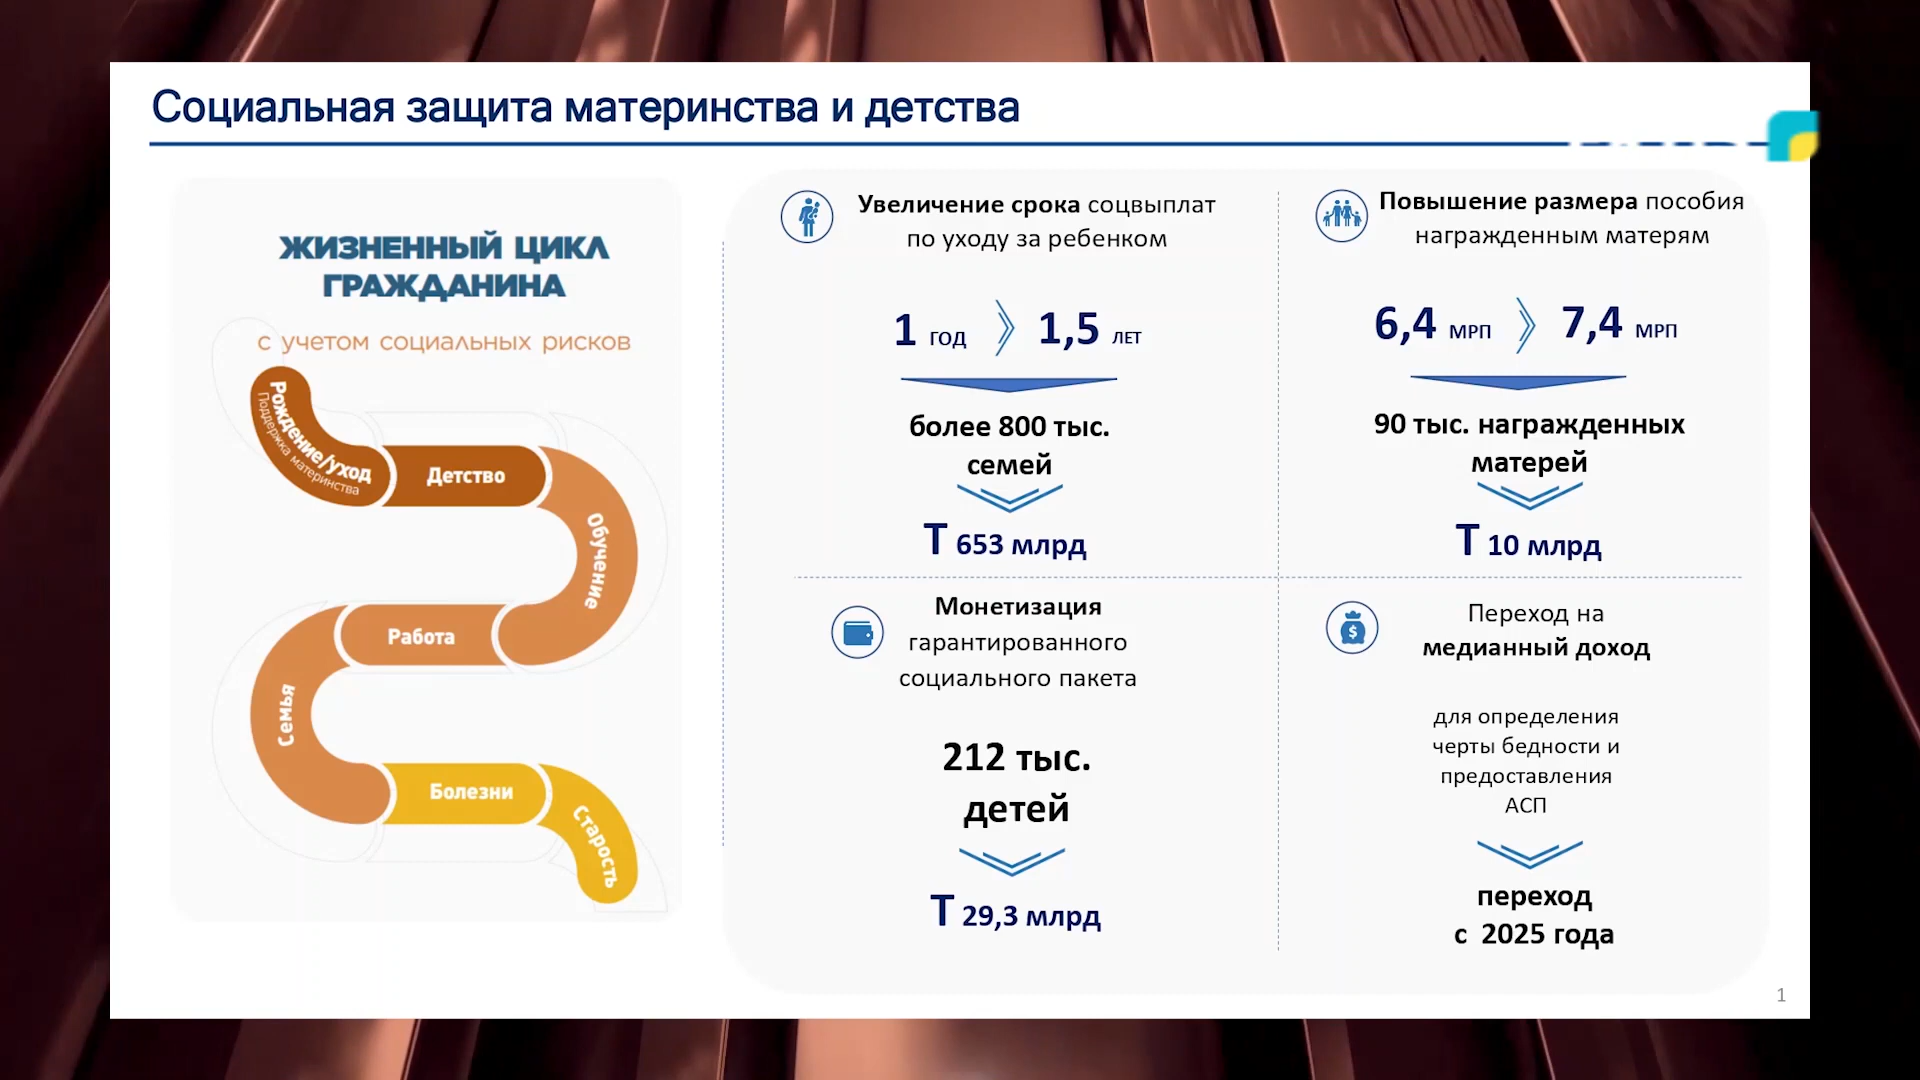 Социальная защита материнства и детства
ЖИЗНЕННЫЙ ЦИКЛ
ГРАЖДАНИНА
с учетом социальных рисков
Рождение/уход
Поддержка материнства
Детство
Обучение
Работа
Семья
Болезни
Старость
Увеличение срока соцвыплат
по уходу за ребенком
1 год 1,5 лет
более 800 тыс.
семей
Т 653 млрд
Повышение размера пособия
награжденным матерям
6,4 МРП 7,4 МРП
90 тыс. награжденных
матерей
Т 10 млрд
Монетизация
гарантированного
социального пакета
212 тыс.
детей
Т 29,3 млрд
Переход на
медианный доход
для определения
черты бедности и
предоставления
АСП
переход
с 2025 года
1